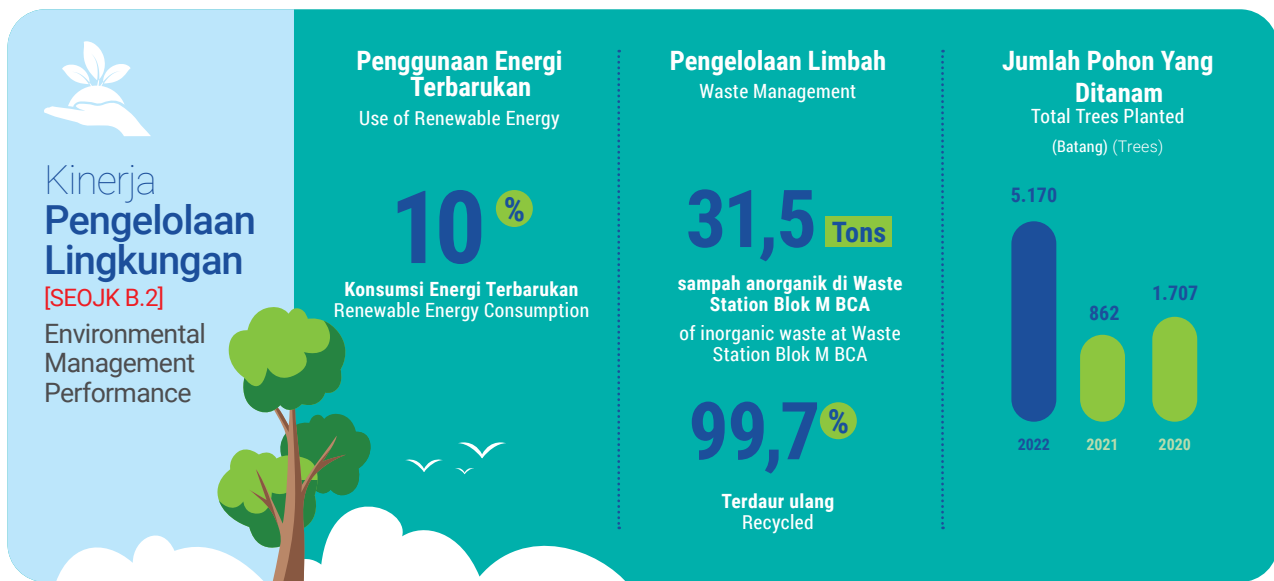 Kinerja
Pengelolaan
Lingkungan
[SEOJK B.2]
Environmental
Management
Performance
Penggunaan Energi
Terbarukan
Use of Renewable Energy
10 %
Konsumsi Energi Terbarukan
Renewable Energy Consumption
Pengelolaan Limbah
Waste Management
31,5 Tons
sampah anorganik di Waste
Station Blok M BCA
of inorganic waste at Waste
Station Blok M BCA
99,7 %
Terdaur ulang
Recycled
Jumlah Pohon Yang
Ditanam
Total Trees Planted
(Batang) (Trees)
5.170
862
1.707
2022
2021
2020